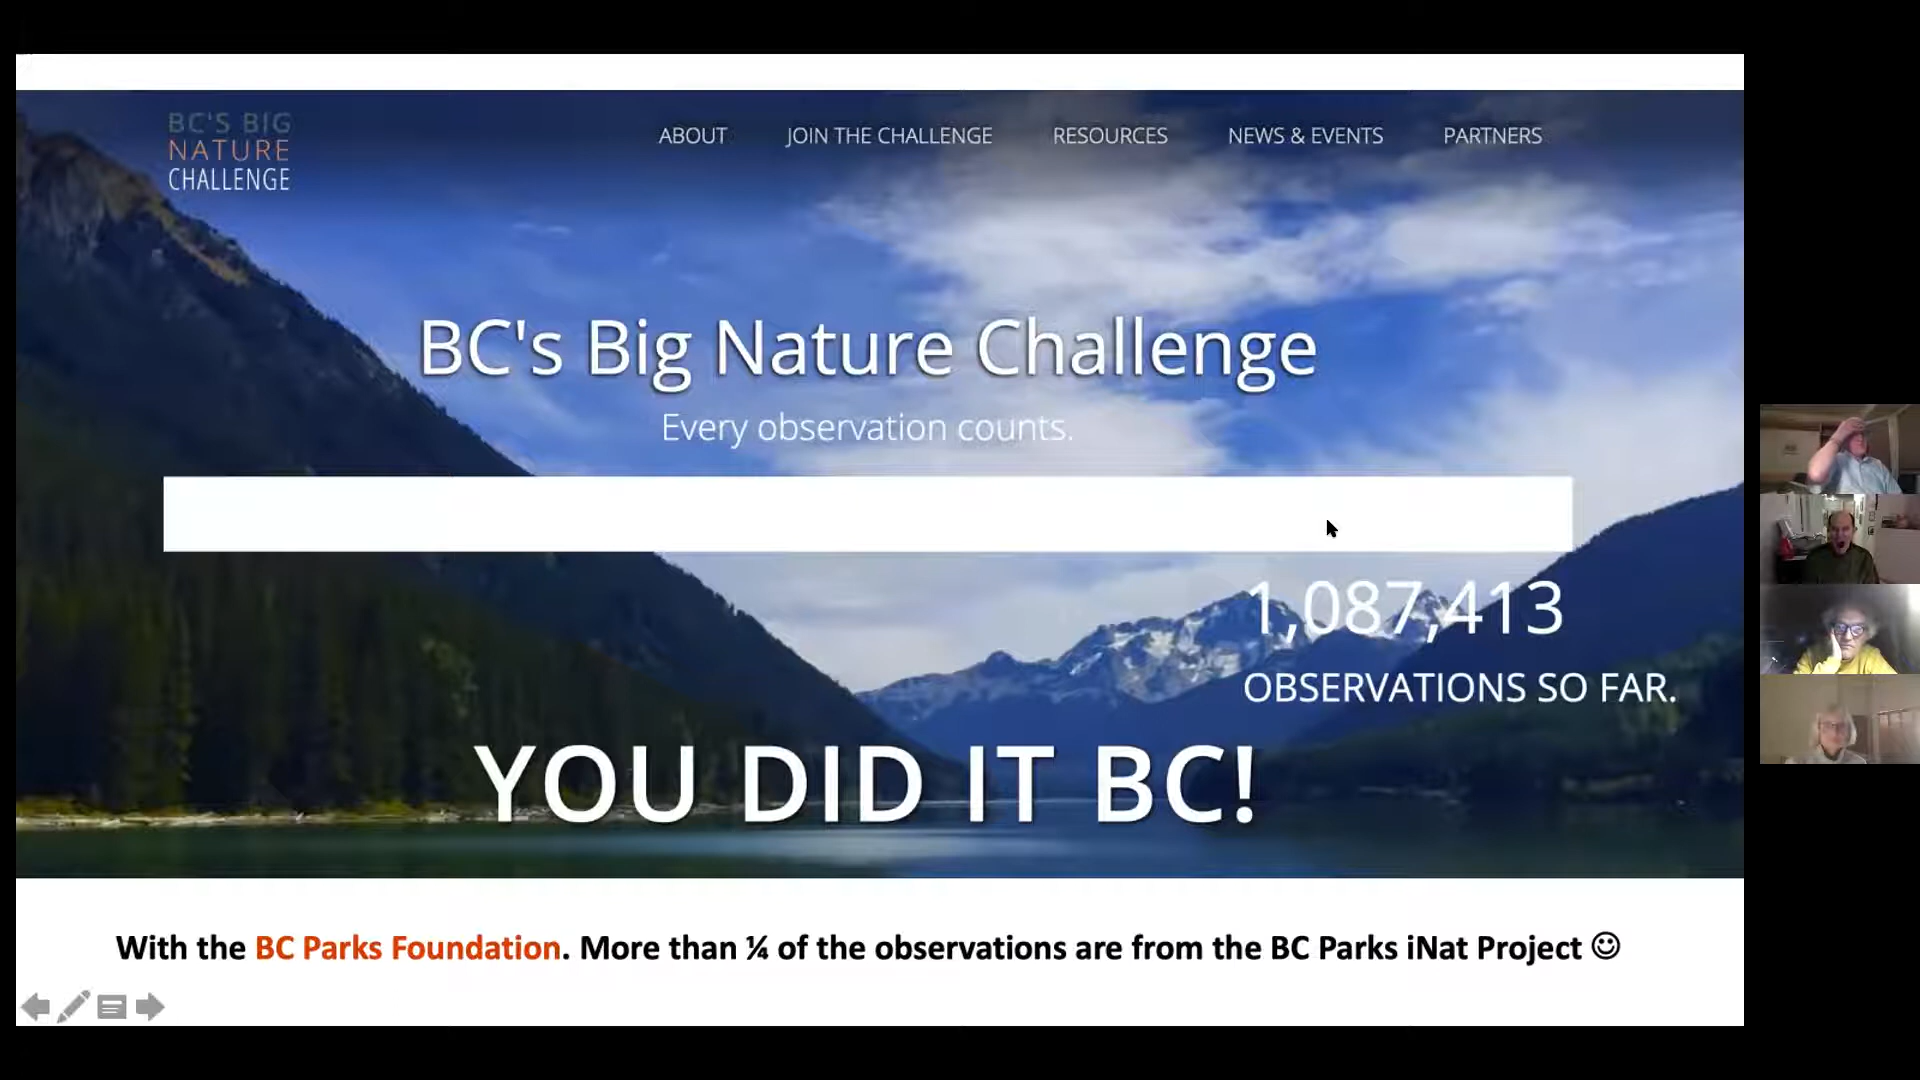 BC'S BIG
NATURE
CHALLENGE
ABOUT
JOIN THE CHALLENGE
RESOURCES
NEWS & EVENTS
PARTNERS
BC's Big Nature Challenge
Every observation counts.
1,087,413
OBSERVATIONS SO FAR.
YOU DID IT BC!
With the BC Parks Foundation. More than ¼ of the observations are from the BC Parks iNat Project ☺